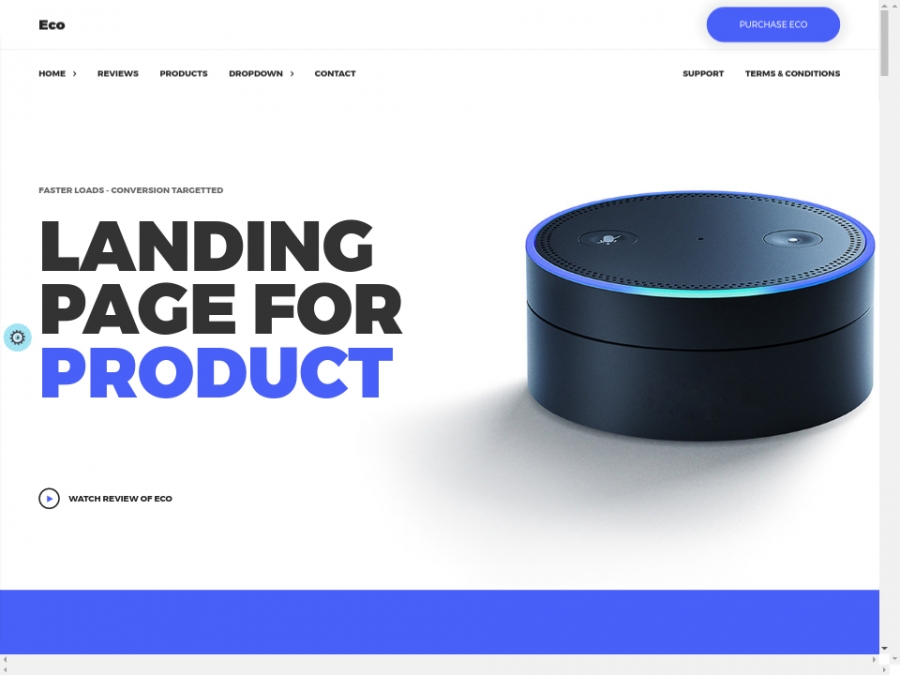 Eco
PURCHASE ECO
HOME
REVIEWS
PRODUCTS
DROPDOWN
CONTACT
SUPPORT
TERMS & CONDITIONS
FASTER LOADS - CONVERSION TARGETTED
LANDING
PAGE FOR
PRODUCT
WATCH REVIEW OF ECO